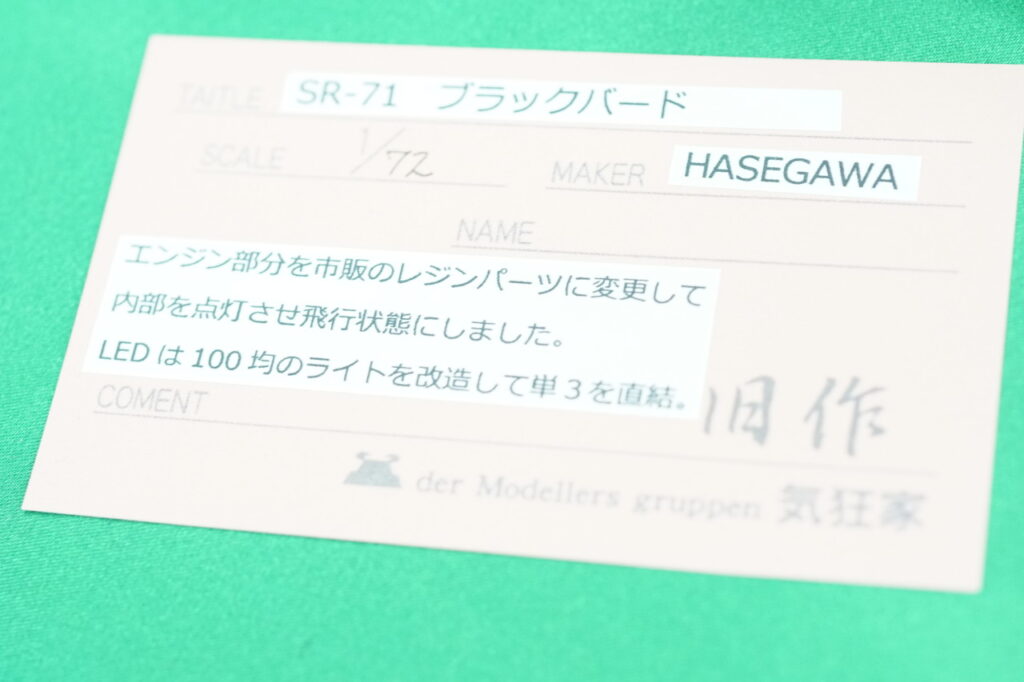 TAITLE SR-71 ブラックバード
SCALE 1/72 MAKER HASEGAWA
NAME
エンジン部分を市販のレジンパーツに変更して
内部を点灯させ飛行状態にしました。
LEDは100均のライトを改造して単3を直結。
COMENT
旧作
der Modellers gruppen 気狂家